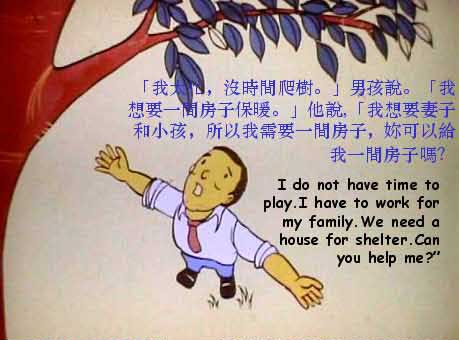 「我太忙，沒時間爬樹。」男孩說。「我
想要一間房子保暖。」他說,「我想要妻子
和小孩，所以我需要一間房子，妳可以給
我一間房子嗎?
I do not have time to
play.I have to work for
my family.We need a
house for shelter.Can
you help me?”